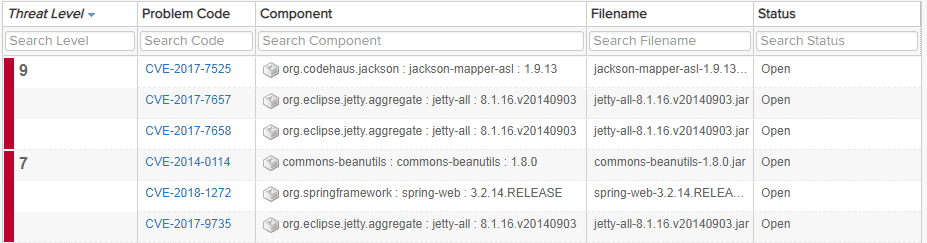 Threat Level Problem Code Component Filename Status
Search Level Search Code Search Component Search Filename Search Status
9 CVE-2017-7525 org.codehaus.jackson : jackson-mapper-asl : 1.9.13 jackson-mapper-asl-1.9.13... Open
CVE-2017-7657 org.eclipse.jetty.aggregate : jetty-all : 8.1.16.v20140903 jetty-all-8.1.16.v20140903.jar Open
CVE-2017-7658 org.eclipse.jetty.aggregate : jetty-all : 8.1.16.v20140903 jetty-all-8.1.16.v20140903.jar Open
7 CVE-2014-0114 commons-beanutils : commons-beanutils : 1.8.0 commons-beanutils-1.8.0.jar Open
CVE-2018-1272 org.springframework : spring-web : 3.2.14.RELEASE spring-web-3.2.14.RELEA... Open
CVE-2017-9735 org.eclipse.jetty.aggregate : jetty-all : 8.1.16.v20140903 jetty-all-8.1.16.v20140903.jar Open